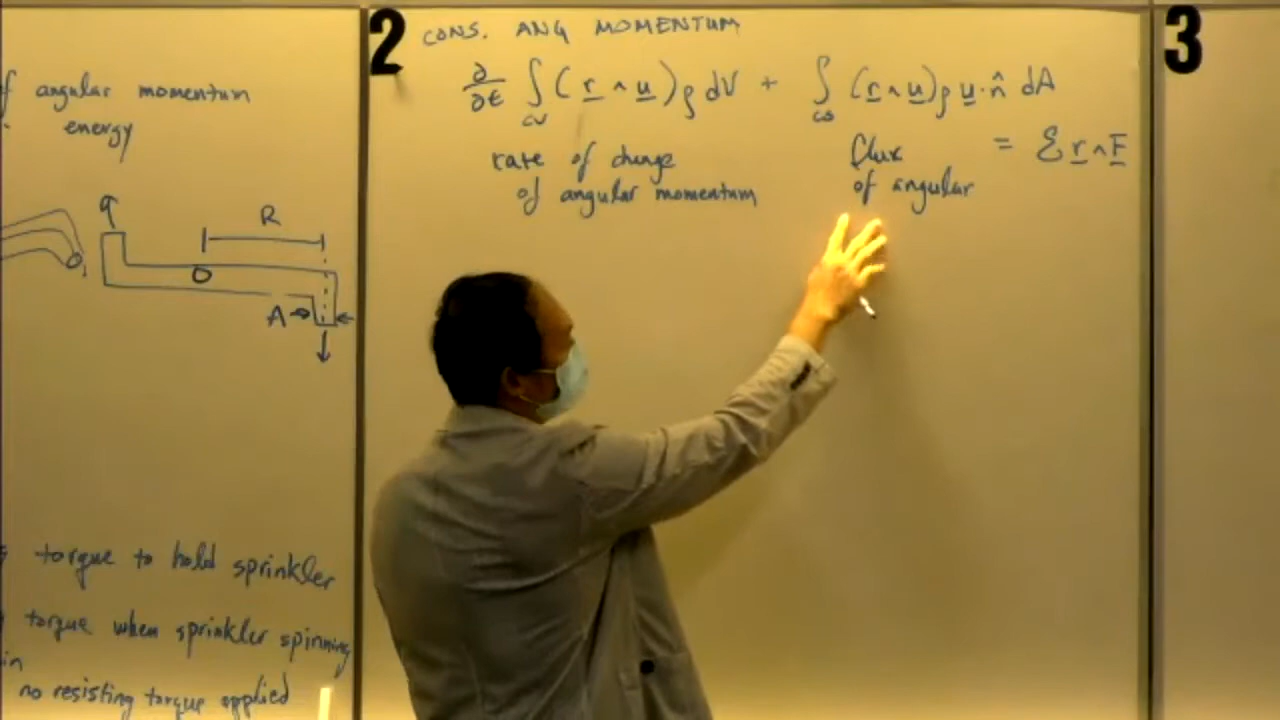 2
3
CONS. ANG MOMENTUM
∂/∂t ∫ (r ∧ u) ρ dV + ∫ (r ∧ u) ρ u · n̂ dA
CV CS
= Σ r ∧ F
rate of change
of angular momentum
flux
of angular
f angular momentum
energy
R
A
torque to hold sprinkler
torque when sprinkler spinning
in
no resisting torque applied